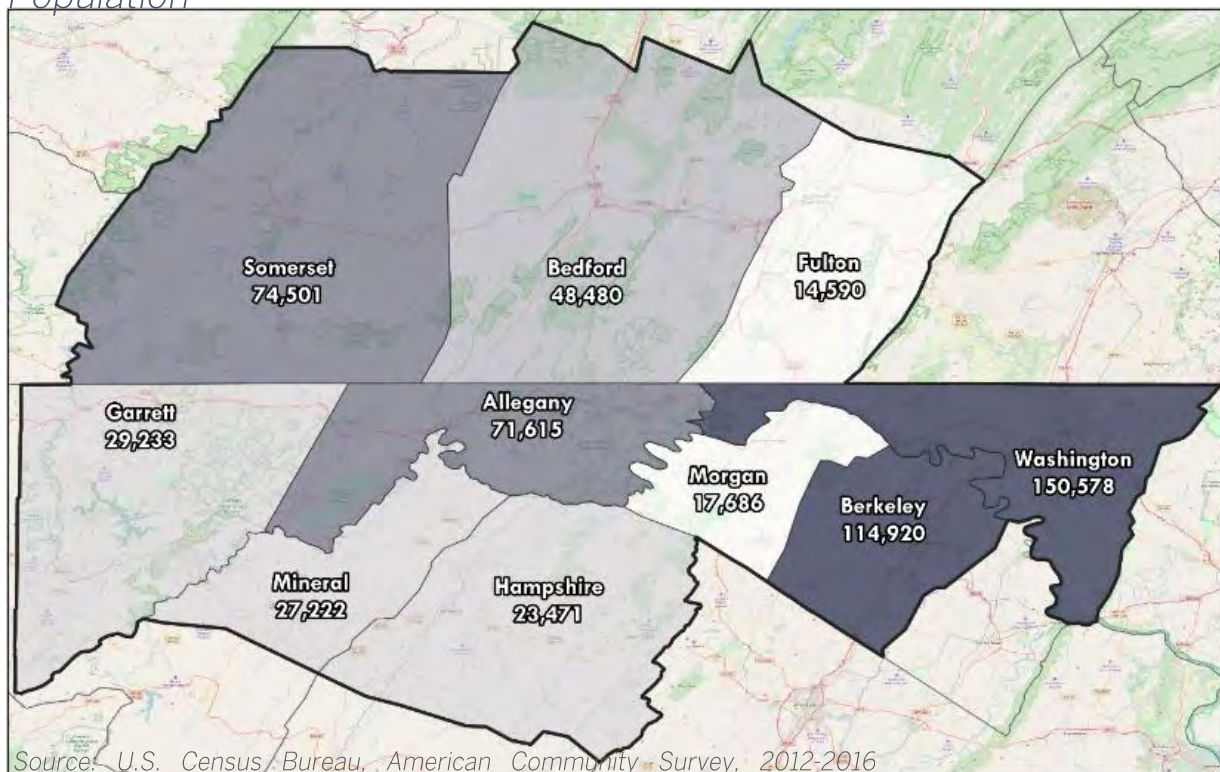 Population
Somerset
74,501
Bedford
48,480
Fulton
14,590
Garrett
29,233
Allegany
71,615
Morgan
17,686
Washington
150,578
Berkeley
114,920
Mineral
27,222
Hampshire
23,471
Source: U.S. Census Bureau, American Community Survey, 2012-2016